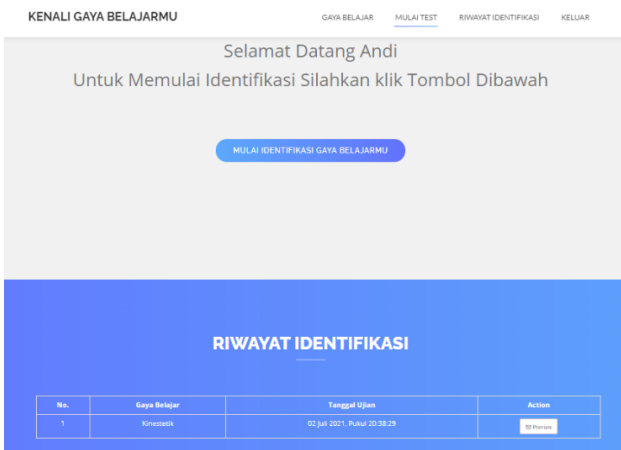 KENALI GAYA BELAJARMU
GAYA BELAJAR MULAI TEST RIWAYAT IDENTIFIKASI KELUAR
Selamat Datang Andi
Untuk Memulai Identifikasi Silahkan klik Tombol Dibawah
MULAI IDENTIFIKASI GAYA BELAJARMU
RIWAYAT IDENTIFIKASI
No. Gaya Belajar Tanggal Ujian Action
1 Kinestetik 02 Juli 2021, Pukul 20:38:29 Preview